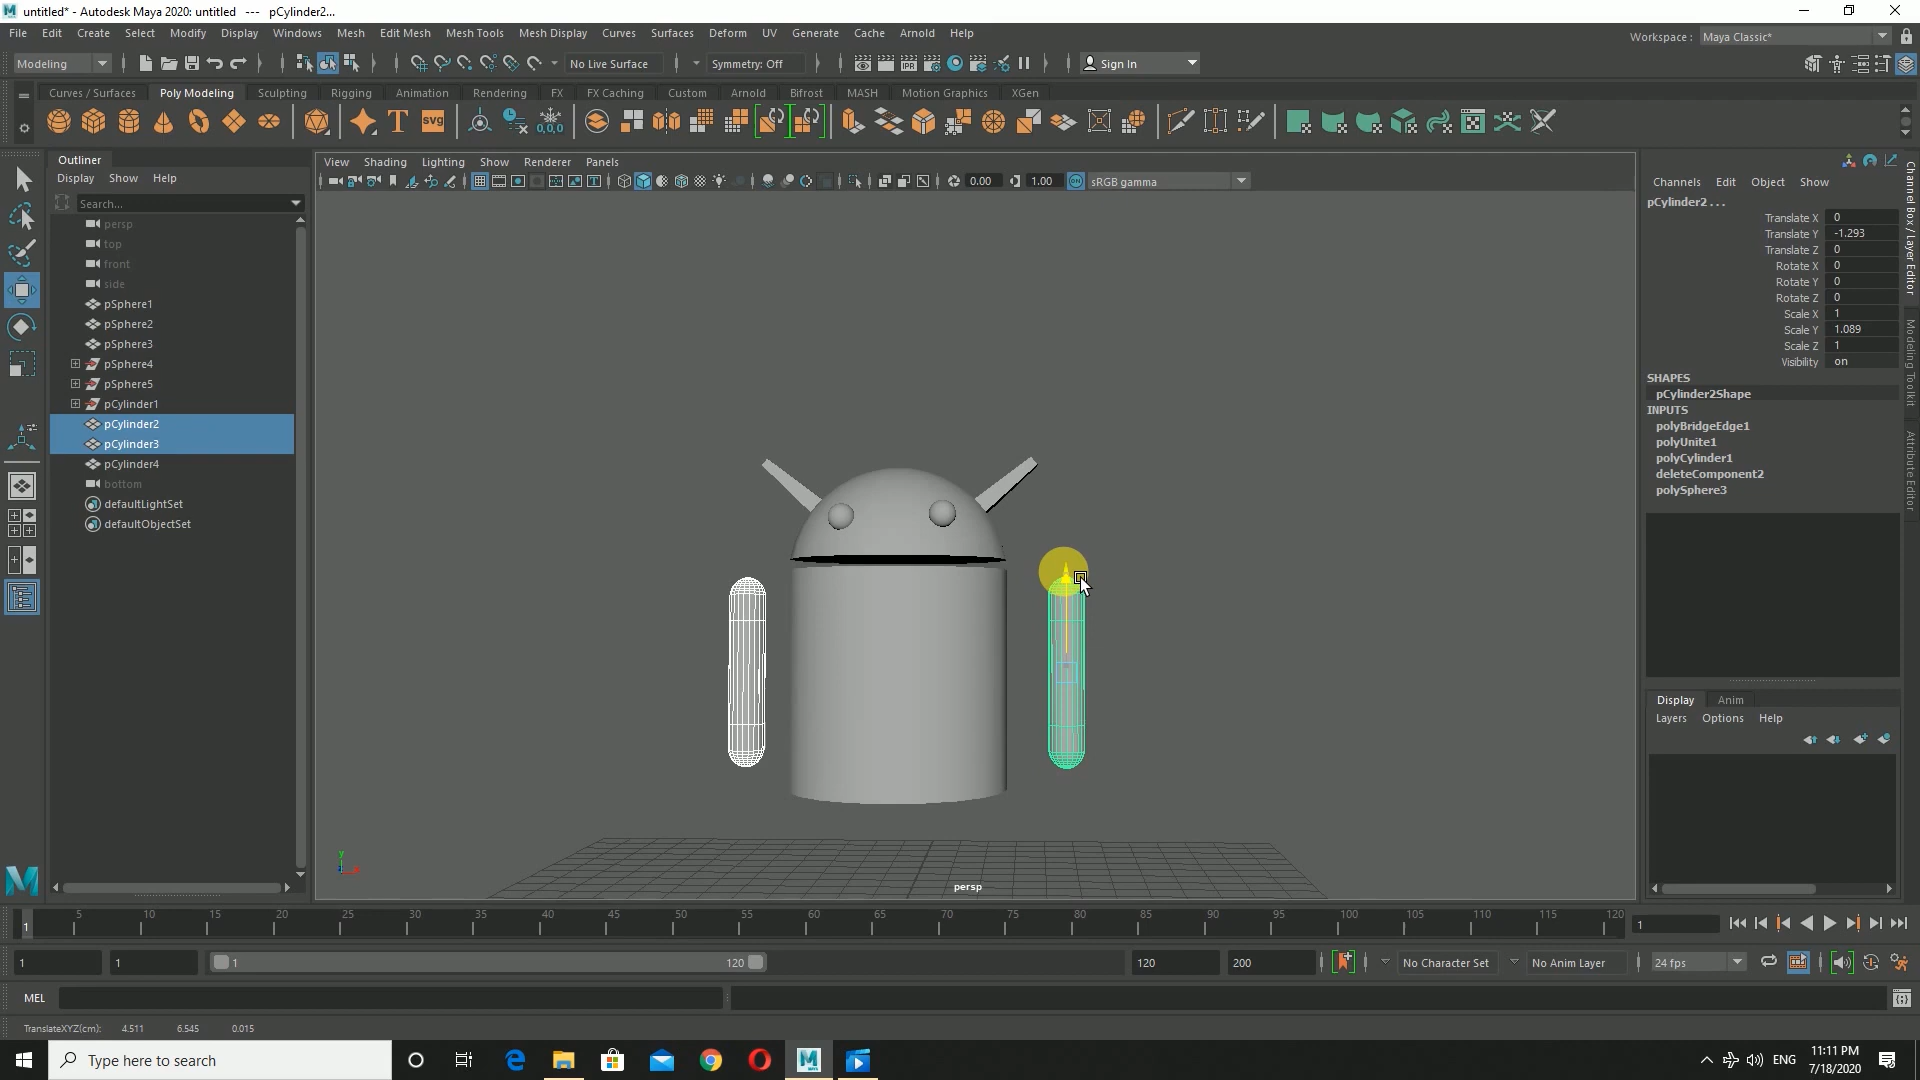 untitled* - Autodesk Maya 2020: untitled --- pCylinder2...
File Edit Create Select Modify Display Windows Mesh Edit Mesh Mesh Tools Mesh Display Curves Surfaces Deform UV Generate Cache Arnold Help
Workspace : Maya Classic*
Modeling No Live Surface Symmetry: Off Sign In
Curves / Surfaces Poly Modeling Sculpting Rigging Animation Rendering FX FX Caching Custom Arnold Bifrost MASH Motion Graphics XGen
Outliner
Display Show Help
Search...
persp
top
front
side
pSphere1
pSphere2
pSphere3
pSphere4
pSphere5
pCylinder1
pCylinder2
pCylinder3
pCylinder4
bottom
defaultLightSet
defaultObjectSet
View Shading Lighting Show Renderer Panels
0.00 1.00 sRGB gamma
persp
Channels Edit Object Show
pCylinder2 . . .
Translate X 0
Translate Y -1.293
Translate Z 0
Rotate X 0
Rotate Y 0
Rotate Z 0
Scale X 1
Scale Y 1.089
Scale Z 1
Visibility on
SHAPES
pCylinder2Shape
INPUTS
polyBridgeEdge1
polyUnite1
polyCylinder1
deleteComponent2
polySphere3
Channel Box / Layer Editor
Modeling Toolkit
Attribute Editor
Display Anim
Layers Options Help
1 5 10 15 20 25 30 35 40 45 50 55 60 65 70 75 80 85 90 95 100 105 110 115 120
1
1 1 1 120 120 200 No Character Set No Anim Layer 24 fps
MEL
TranslateXYZ(cm): 4.511 6.545 0.015
Type here to search
ENG
11:11 PM
7/18/2020